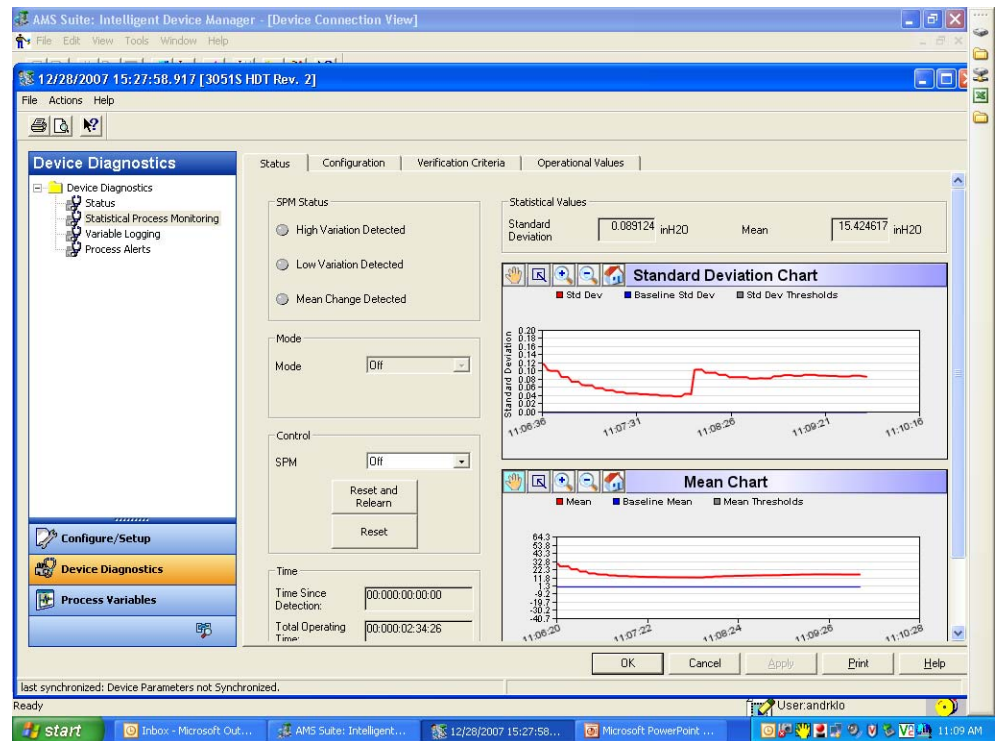 AMS Suite: Intelligent Device Manager - [Device Connection View]
File Edit View Tools Window Help
12/28/2007 15:27:58.917 [3051S HDT Rev. 2]
File Actions Help
Device Diagnostics
Device Diagnostics
Status
Statistical Process Monitoring
Variable Logging
Process Alerts
Configure/Setup
Device Diagnostics
Process Variables
Status Configuration Verification Criteria Operational Values
SPM Status
High Variation Detected
Low Variation Detected
Mean Change Detected
Mode
Mode Off
Control
SPM Off
Reset and
Relearn
Reset
Time
Time Since
Detection: 00:000:00:00:00
Total Operating
Time: 00:000:02:34:26
Statistical Values
Standard
Deviation 0.089124 inH2O Mean 15.424617 inH2O
Standard Deviation Chart
Std Dev Baseline Std Dev Std Dev Thresholds
Standard Deviation
0.20
0.18
0.16
0.14
0.12
0.10
0.08
0.06
0.04
0.02
0.00
11:06:36 11:07:31 11:08:26 11:09:21 11:10:16
Mean Chart
Mean Baseline Mean Mean Thresholds
64.3
53.8
43.3
32.8
22.3
11.8
1.3
-9.2
-19.7
-30.2
-40.7
11:06:20 11:07:22 11:08:24 11:09:26 11:10:28
OK Cancel Apply Print Help
last synchronized: Device Parameters not Synchronized.
Ready User:andrklo
start Inbox - Microsoft Out... AMS Suite: Intelligent... 12/28/2007 15:27:58... Microsoft PowerPoint ... 11:09 AM